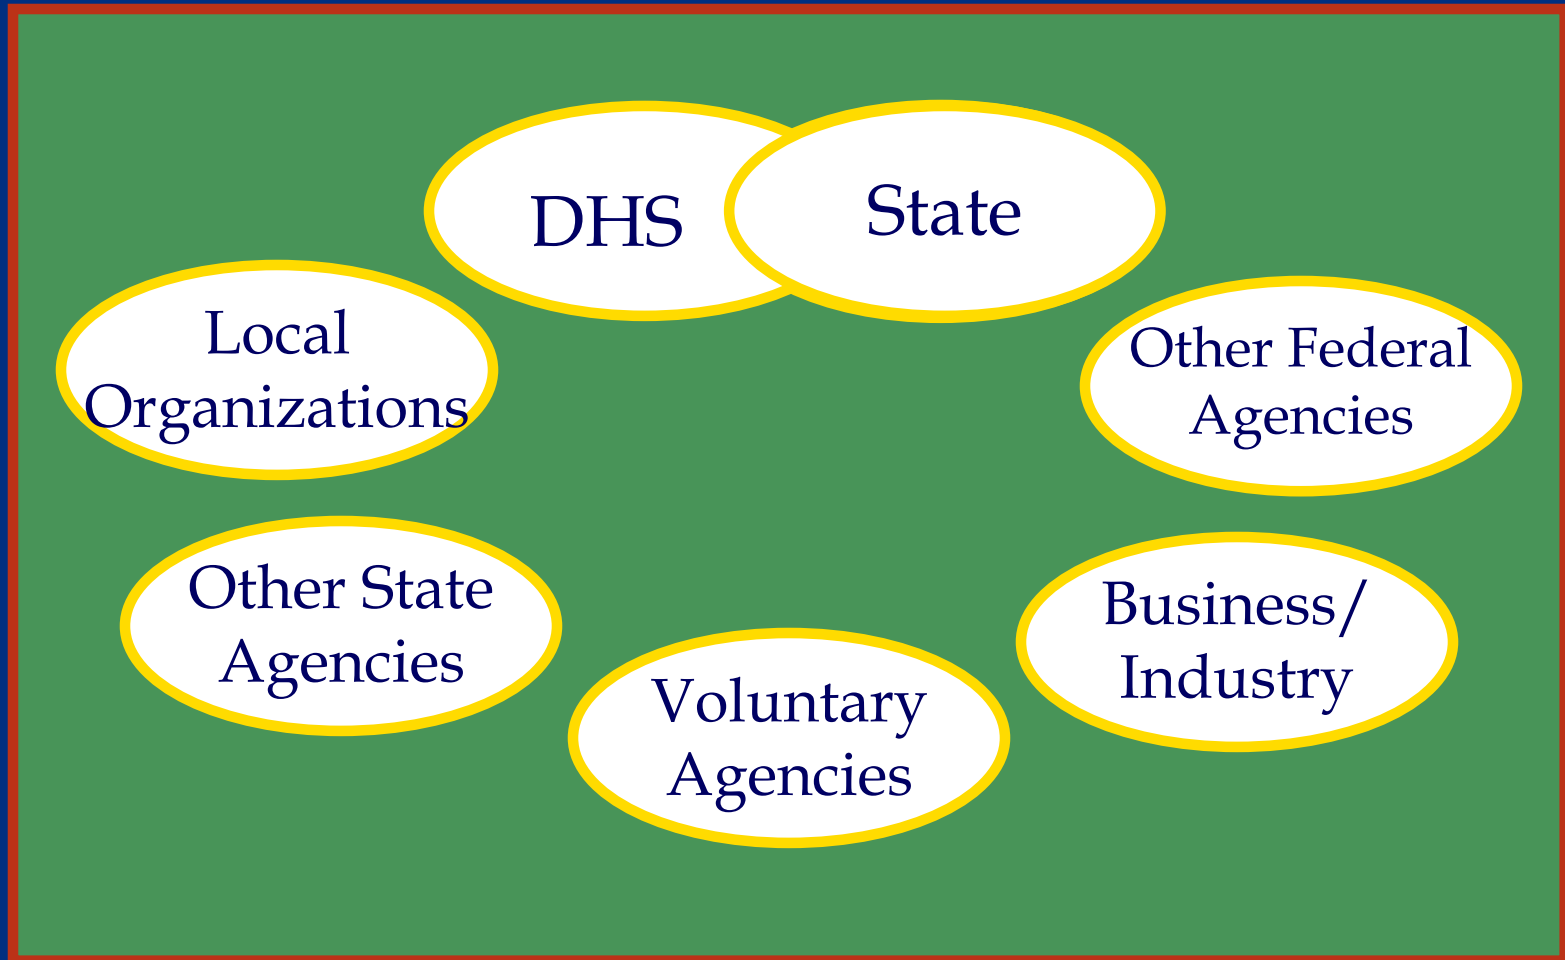 DHS
State
Local
Organizations
Other Federal
Agencies
Other State
Agencies
Business/
Industry
Voluntary
Agencies